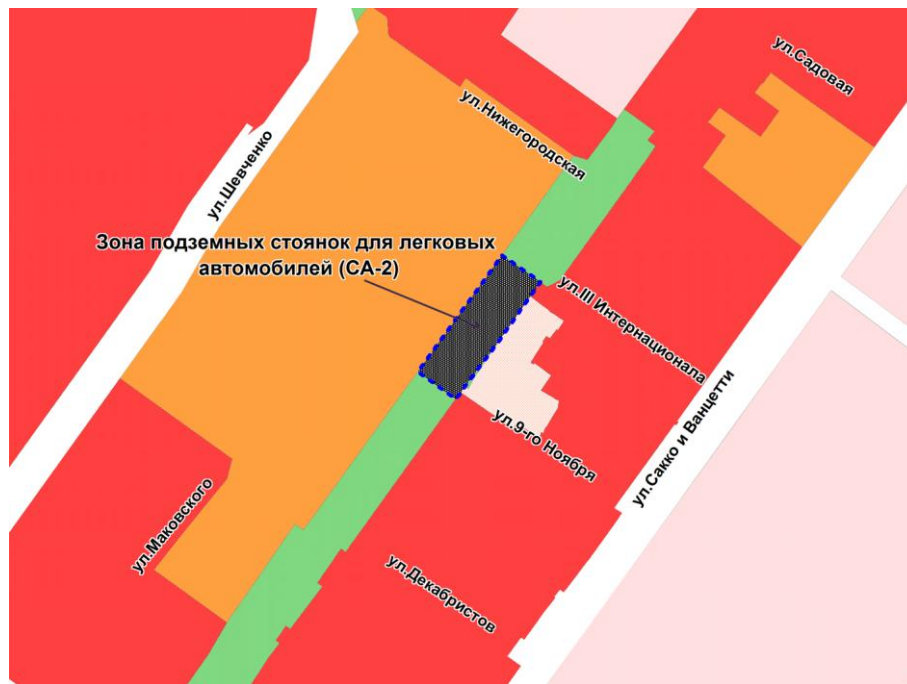 ул.Садовая
ул.Нижегородская
ул.Шевченко
Зона подземных стоянок для легковых
автомобилей (СА-2)
ул.III Интернационала
ул.Сакко и Ванцетти
ул.9-го Ноября
ул.Маковского
ул.Декабристов